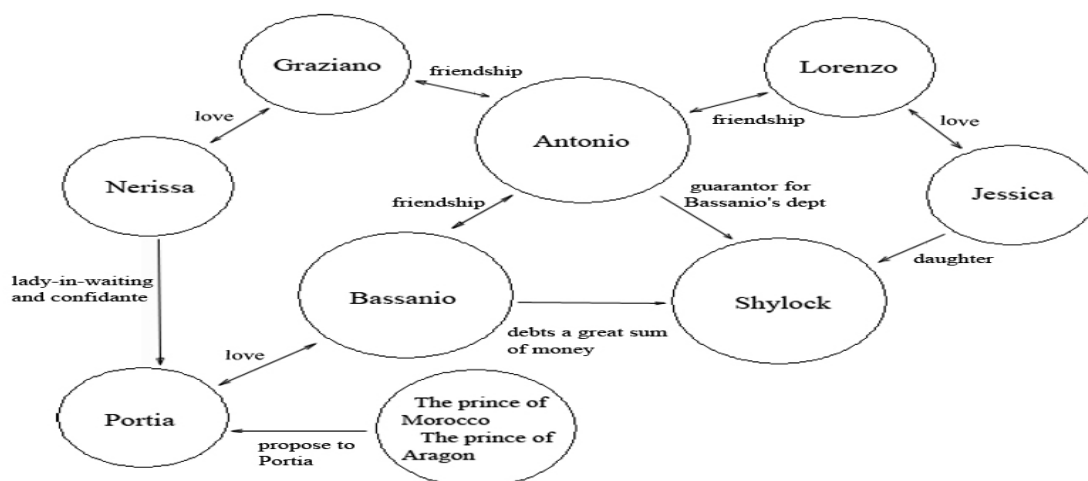 Graziano
friendship
Lorenzo
love
friendship
love
Antonio
Nerissa
friendship
guarantor for
Bassanio's dept
Jessica
daughter
lady-in-waiting
and confidante
Bassanio
Shylock
debts a great sum
of money
love
Portia
The prince of
Morocco
The prince of
Aragon
propose to
Portia